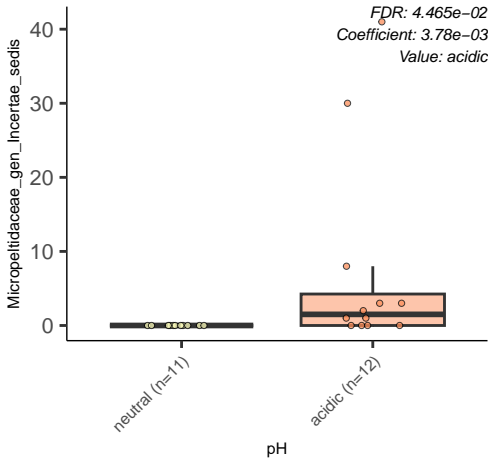 FDR: 4.465e−02
Coefficient: 3.78e−03
Value: acidic
Micropeltidaceae_gen_Incertae_sedis
40
30
20
10
0
neutral (n=11)
acidic (n=12)
pH